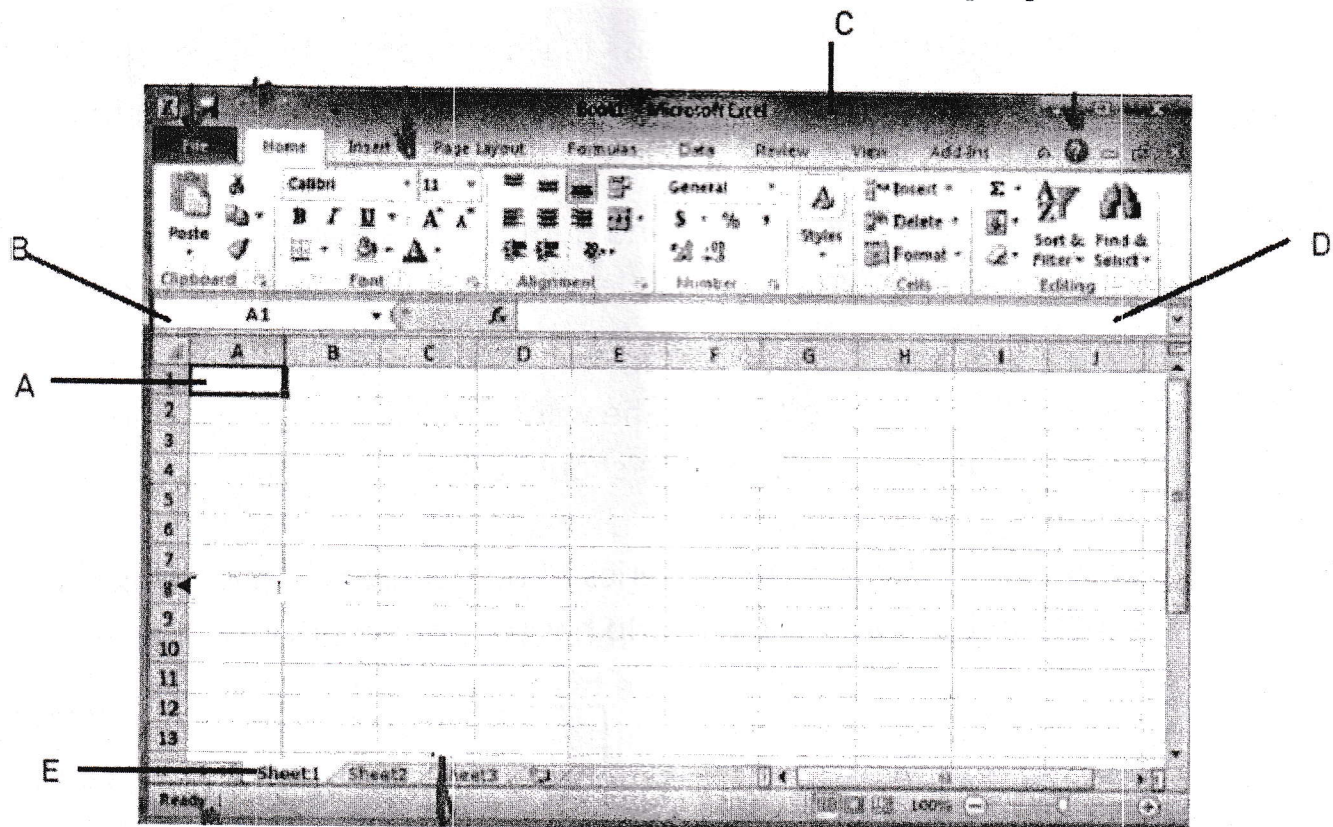 C
Book1 - Microsoft Excel
File Home Insert Page Layout Formulas Data Review View Add-Ins
Calibri 11 General Insert
B I U A A $ % , Delete Sort & Find &
Paste Styles Format Filter Select
Clipboard Font Alignment Number Cells Editing
B
D
A1 fx
A B C D E F G H I J
A
1
2
3
4
5
6
7
8
9
10
11
12
13
E
Sheet1 Sheet2 Sheet3
Ready 100%